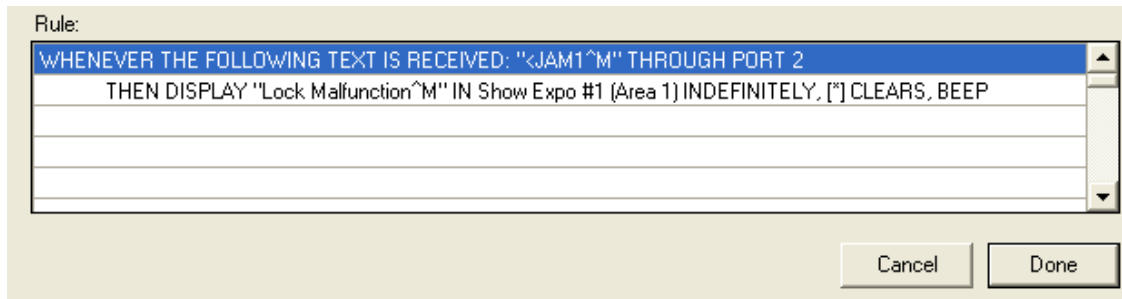 Rule:
WHENEVER THE FOLLOWING TEXT IS RECEIVED: "<JAM1^M" THROUGH PORT 2
THEN DISPLAY "Lock Malfunction^M" IN Show Expo #1 (Area 1) INDEFINITELY, [*] CLEARS, BEEP
Cancel
Done